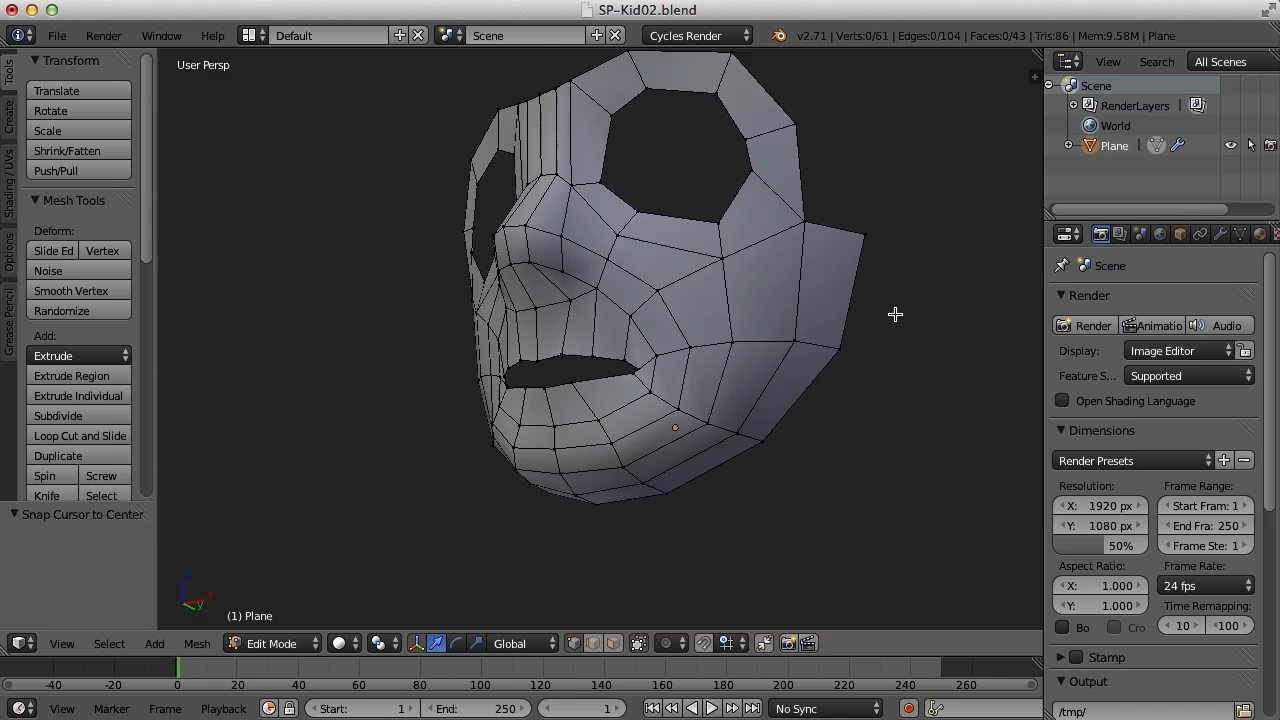 SP-Kid02.blend
File Render Window Help Default Scene Cycles Render v2.71 | Verts:0/61 | Edges:0/104 | Faces:0/43 | Tris:86 | Mem:9.58M | Plane
Tools
Create
Shading / UVs
Options
Grease Pencil
Transform
Translate
Rotate
Scale
Shrink/Fatten
Push/Pull
Mesh Tools
Deform:
Slide Ed Vertex
Noise
Smooth Vertex
Randomize
Add:
Extrude
Extrude Region
Extrude Individual
Subdivide
Loop Cut and Slide
Duplicate
Spin Screw
Knife Select
Snap Cursor to Center
User Persp
(1) Plane
View Select Add Mesh Edit Mode Global
View Search All Scenes
Scene
RenderLayers
World
Plane
Scene
Render
Render Animatio Audio
Display: Image Editor
Feature S... Supported
Open Shading Language
Dimensions
Render Presets
Resolution: Frame Range:
X: 1920 px Start Fram: 1
Y: 1080 px End Fra: 250
50% Frame Ste: 1
Aspect Ratio: Frame Rate:
X: 1.000 24 fps
Y: 1.000 Time Remapping:
Bo Cro 10 100
Stamp
Output
/tmp/
-40 -20 0 20 40 60 80 100 120 140 160 180 200 220 240 260
View Marker Frame Playback Start: 1 End: 250 1 No Sync